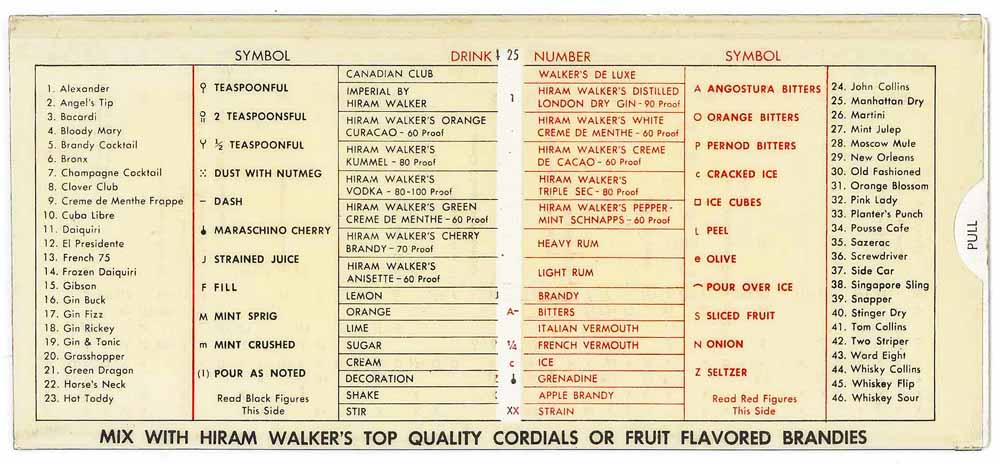 SYMBOL
DRINK 25 NUMBER
SYMBOL
1. Alexander
2. Angel's Tip
3. Bacardi
4. Bloody Mary
5. Brandy Cocktail
6. Bronx
7. Champagne Cocktail
8. Clover Club
9. Creme de Menthe Frappe
10. Cuba Libre
11. Daiquiri
12. El Presidente
13. French 75
14. Frozen Daiquiri
15. Gibson
16. Gin Buck
17. Gin Fizz
18. Gin Rickey
19. Gin & Tonic
20. Grasshopper
21. Green Dragon
22. Horse's Neck
23. Hot Toddy
TEASPOONFUL
2 TEASPOONSFUL
½ TEASPOONFUL
DUST WITH NUTMEG
– DASH
MARASCHINO CHERRY
J STRAINED JUICE
F FILL
M MINT SPRIG
m MINT CRUSHED
(1) POUR AS NOTED
Read Black Figures
This Side
CANADIAN CLUB
IMPERIAL BY
HIRAM WALKER
HIRAM WALKER'S ORANGE
CURACAO - 60 Proof
HIRAM WALKER'S
KUMMEL - 80 Proof
HIRAM WALKER'S
VODKA - 80-100 Proof
HIRAM WALKER'S GREEN
CREME DE MENTHE - 60 Proof
HIRAM WALKER'S CHERRY
BRANDY - 70 Proof
HIRAM WALKER'S
ANISETTE - 60 Proof
LEMON
ORANGE
LIME
SUGAR
CREAM
DECORATION
SHAKE
STIR
1
A-
¼
c
XX
WALKER'S DE LUXE
HIRAM WALKER'S DISTILLED
LONDON DRY GIN - 90 Proof
HIRAM WALKER'S WHITE
CREME DE MENTHE - 60 Proof
HIRAM WALKER'S CREME
DE CACAO - 60 Proof
HIRAM WALKER'S
TRIPLE SEC - 80 Proof
HIRAM WALKER'S PEPPER-
MINT SCHNAPPS - 60 Proof
HEAVY RUM
LIGHT RUM
BRANDY
BITTERS
ITALIAN VERMOUTH
FRENCH VERMOUTH
ICE
GRENADINE
APPLE BRANDY
STRAIN
A ANGOSTURA BITTERS
O ORANGE BITTERS
P PERNOD BITTERS
c CRACKED ICE
ICE CUBES
L PEEL
e OLIVE
POUR OVER ICE
S SLICED FRUIT
N ONION
Z SELTZER
Read Red Figures
This Side
24. John Collins
25. Manhattan Dry
26. Martini
27. Mint Julep
28. Moscow Mule
29. New Orleans
30. Old Fashioned
31. Orange Blossom
32. Pink Lady
33. Planter's Punch
34. Pousse Cafe
35. Sazerac
36. Screwdriver
37. Side Car
38. Singapore Sling
39. Snapper
40. Stinger Dry
41. Tom Collins
42. Two Striper
43. Ward Eight
44. Whisky Collins
45. Whiskey Flip
46. Whiskey Sour
PULL
MIX WITH HIRAM WALKER'S TOP QUALITY CORDIALS OR FRUIT FLAVORED BRANDIES